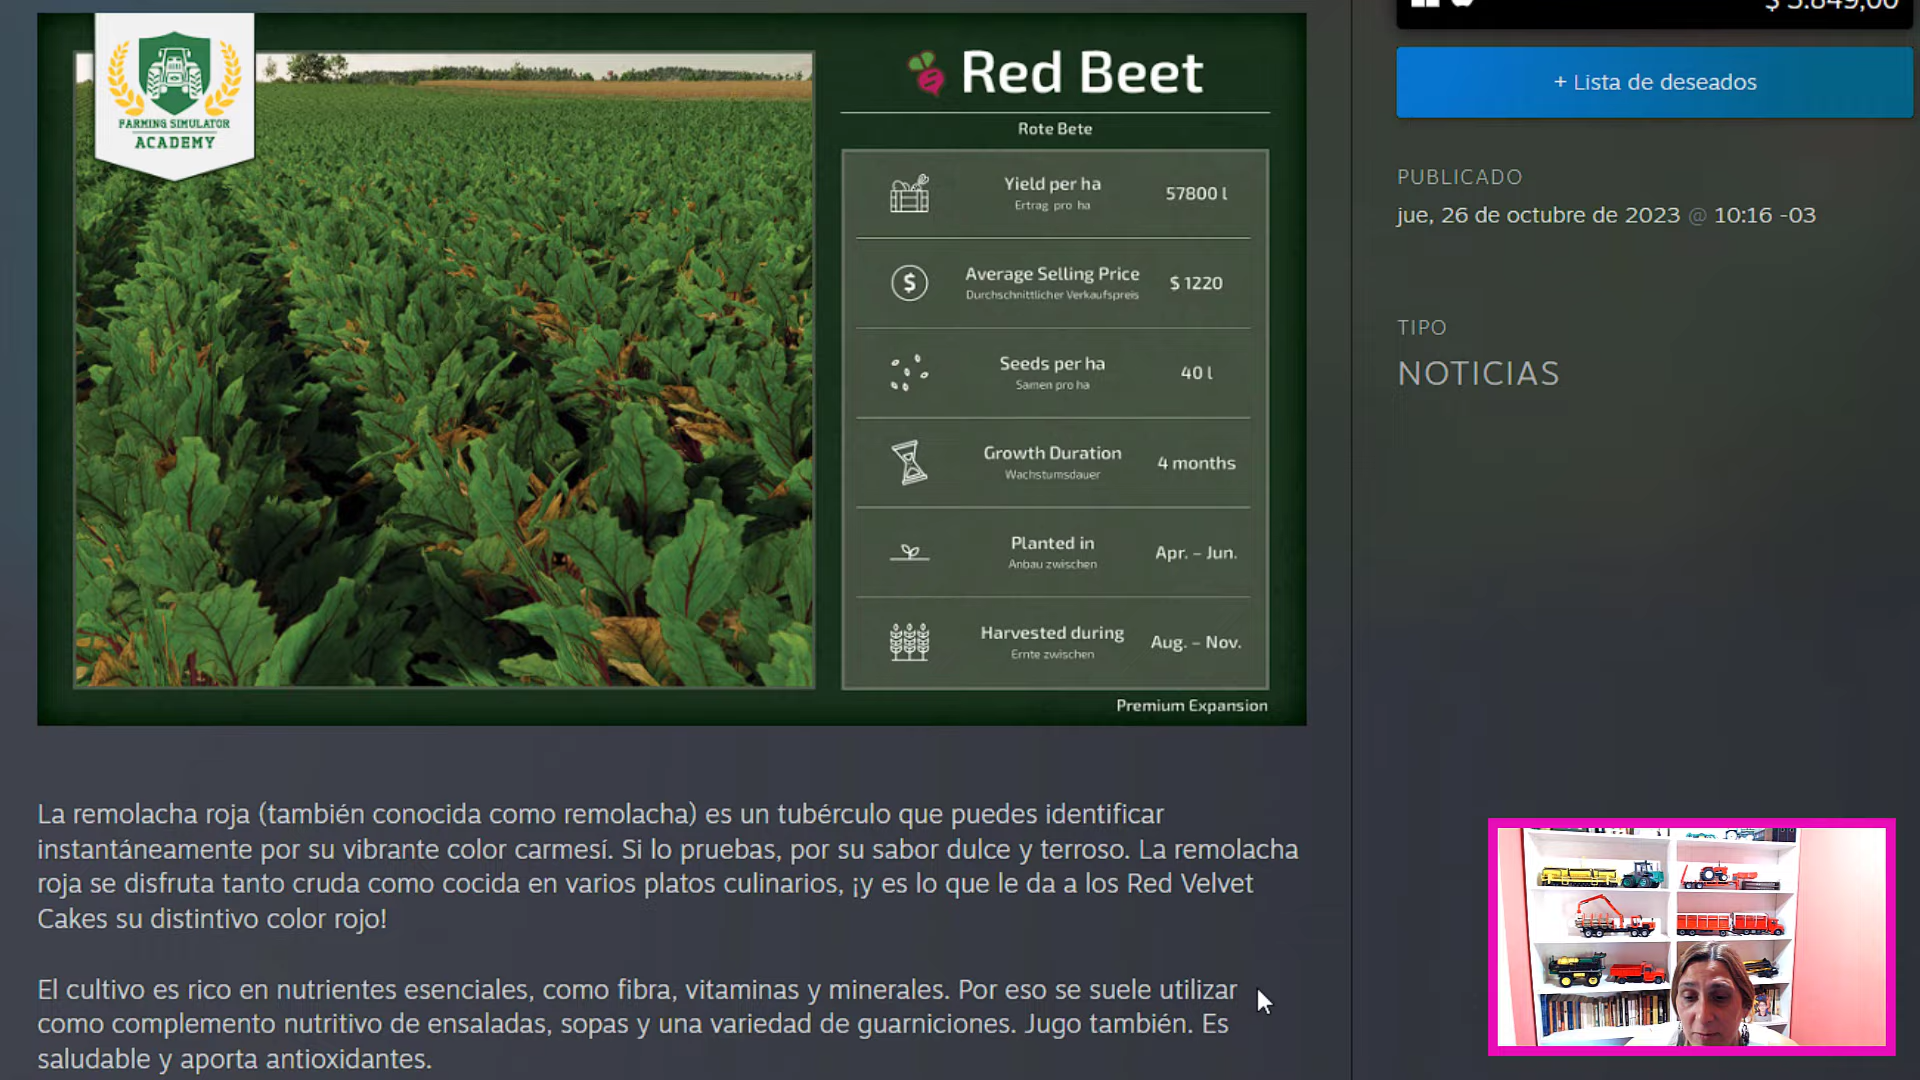 FARMING SIMULATOR
ACADEMY
Red Beet
Rote Bete
Yield per ha
Ertrag pro ha
57800 l
Average Selling Price
Durchschnittlicher Verkaufspreis
$ 1220
Seeds per ha
Samen pro ha
40 l
Growth Duration
Wachstumsdauer
4 months
Planted in
Anbau zwischen
Apr. – Jun.
Harvested during
Ernte zwischen
Aug. – Nov.
Premium Expansion
La remolacha roja (también conocida como remolacha) es un tubérculo que puedes identificar
instantáneamente por su vibrante color carmesí. Si lo pruebas, por su sabor dulce y terroso. La remolacha
roja se disfruta tanto cruda como cocida en varios platos culinarios, ¡y es lo que le da a los Red Velvet
Cakes su distintivo color rojo!
El cultivo es rico en nutrientes esenciales, como fibra, vitaminas y minerales. Por eso se suele utilizar
como complemento nutritivo de ensaladas, sopas y una variedad de guarniciones. Jugo también. Es
saludable y aporta antioxidantes.
$ 3.849,00
+ Lista de deseados
PUBLICADO
jue, 26 de octubre de 2023 @ 10:16 -03
TIPO
NOTICIAS